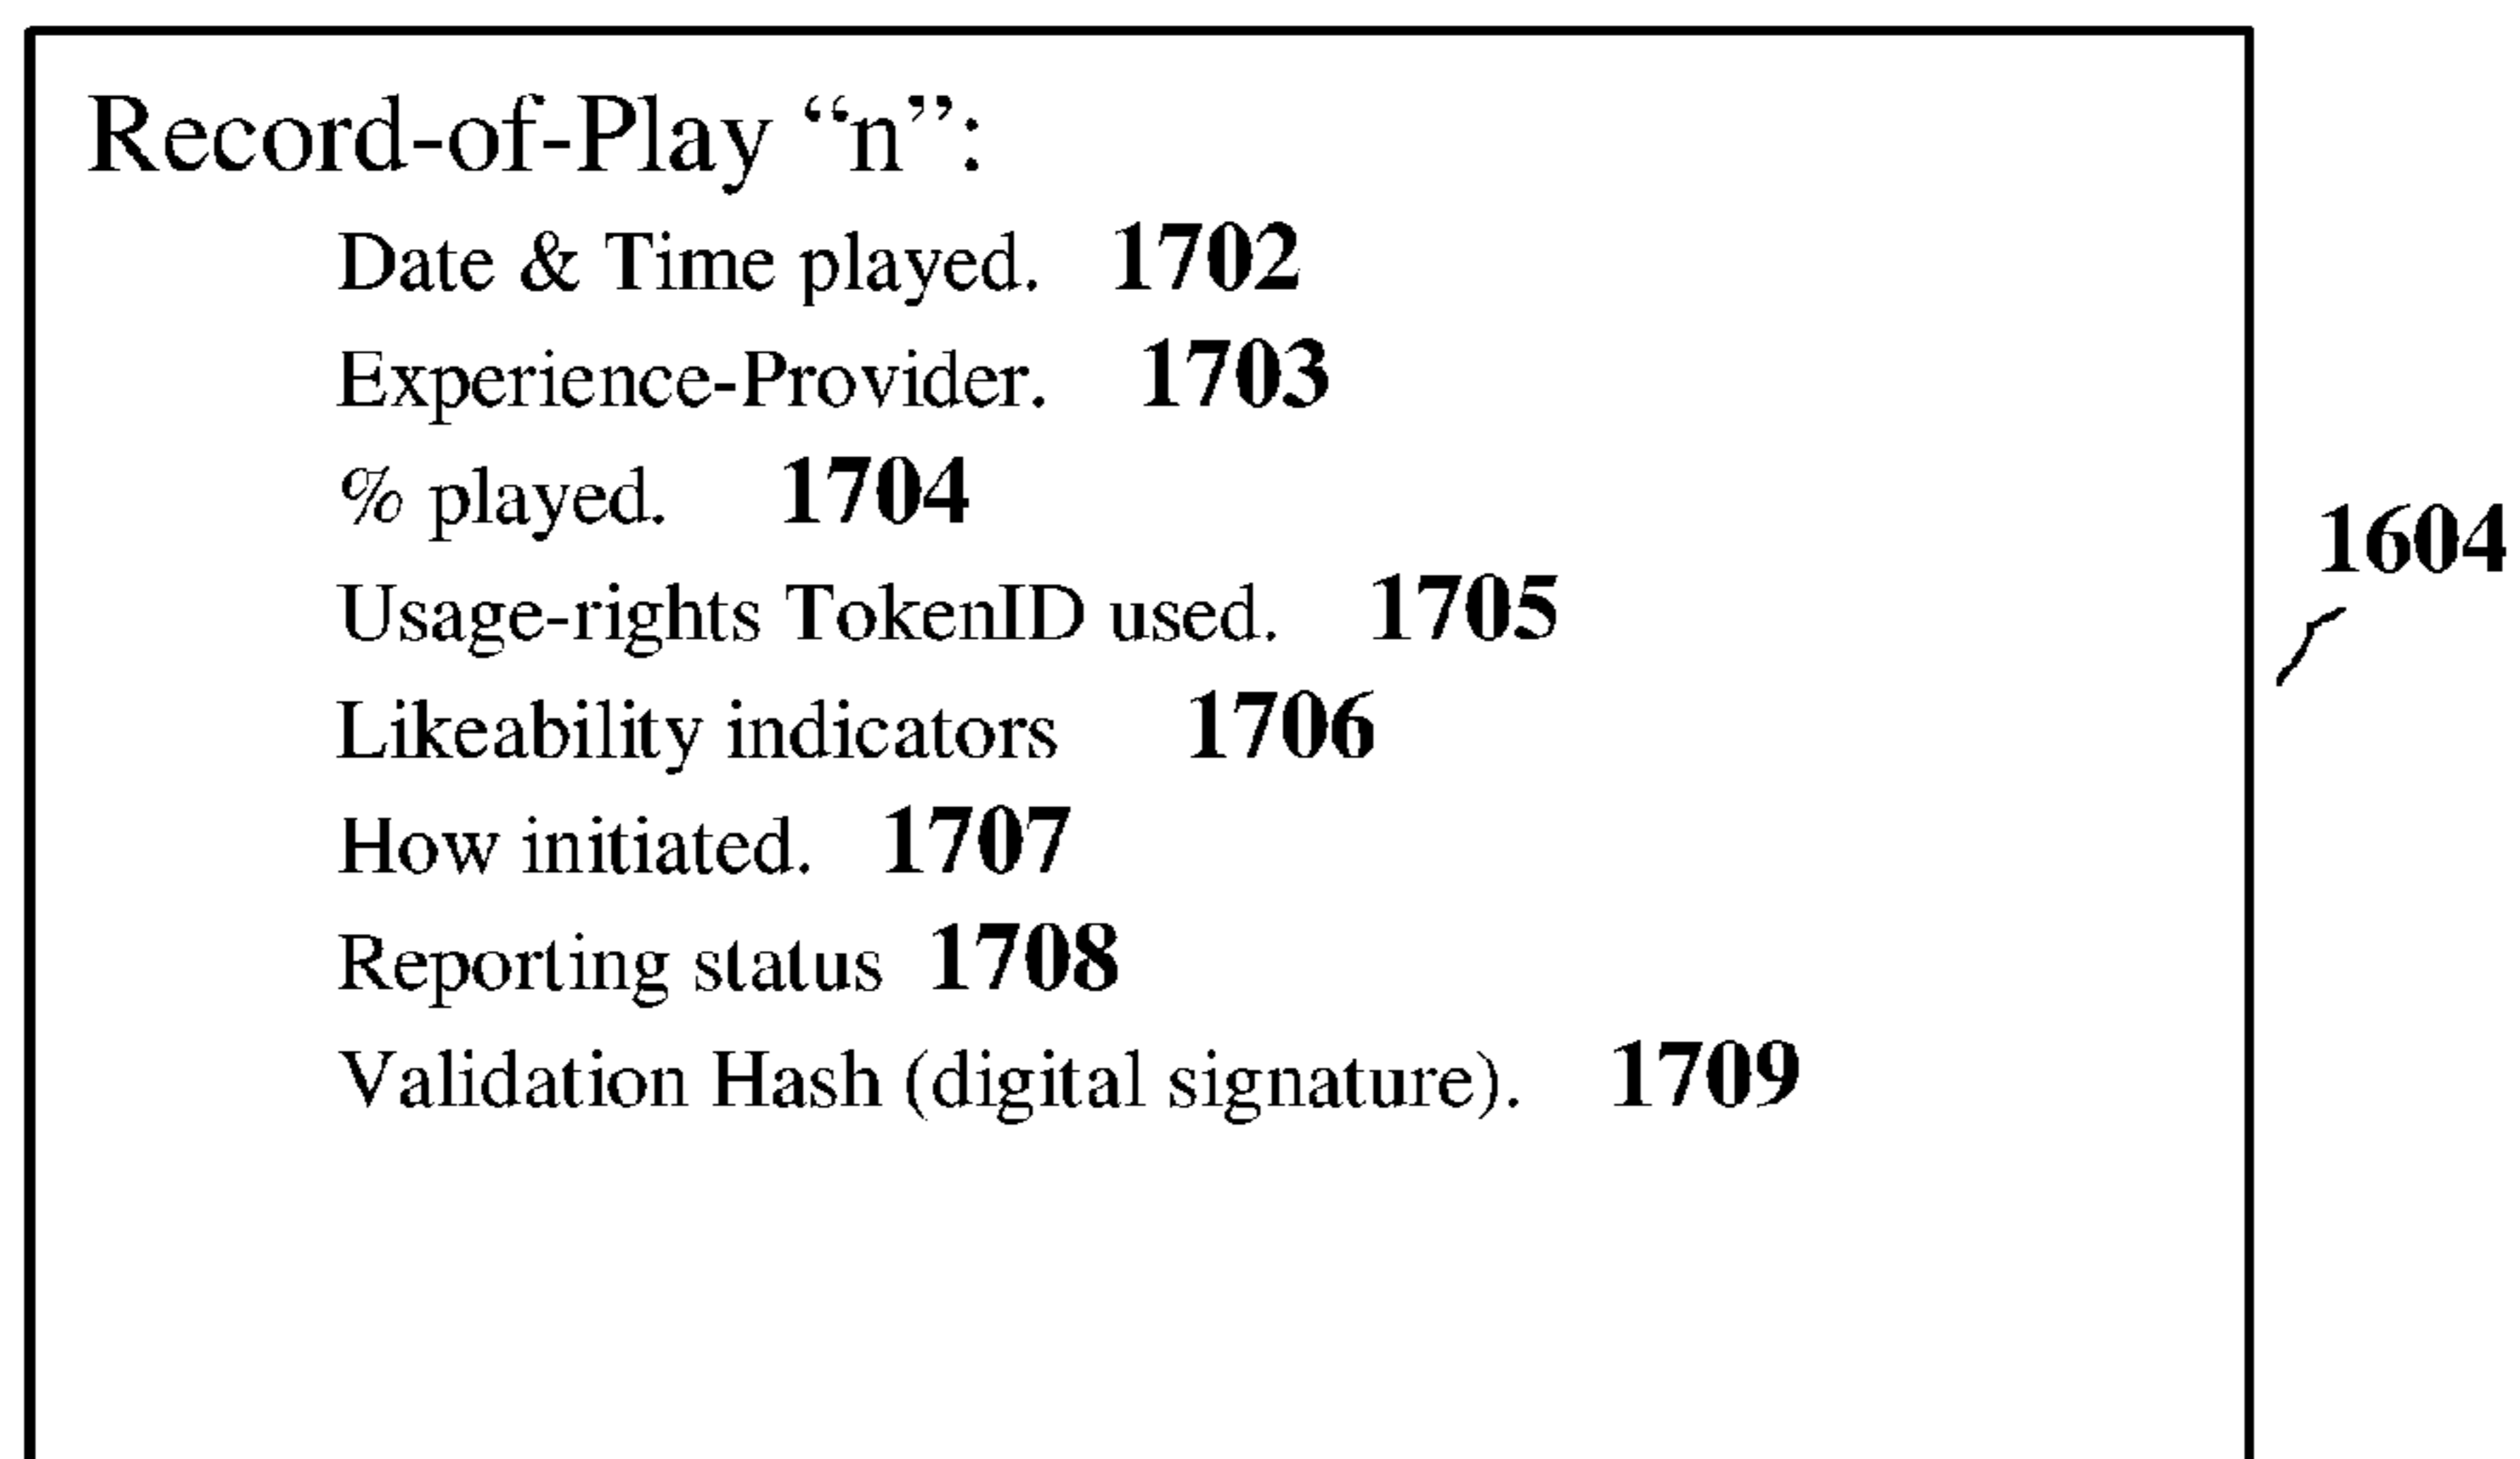 Record-of-Play “n”:
Date & Time played. 1702
Experience-Provider. 1703
% played. 1704
1604
Usage-rights TokenID used. 1705
Likeability indicators 1706
How initiated. 1707
Reporting status 1708
Validation Hash (digital signature). 1709